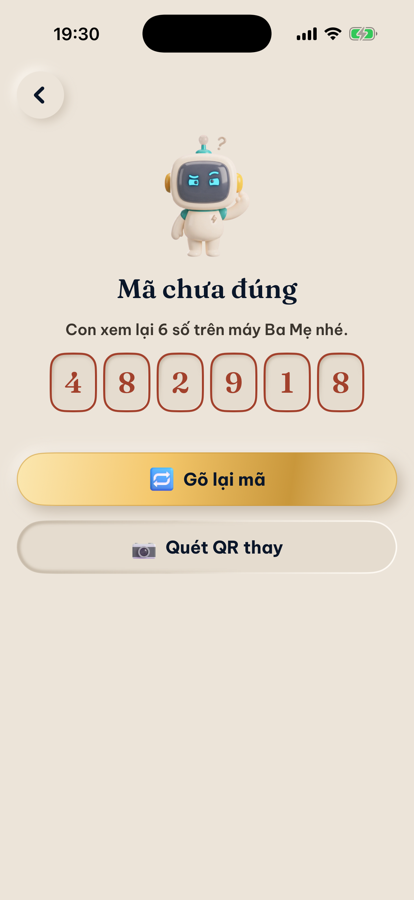 19:30
?
Mã chưa đúng
Con xem lại 6 số trên máy Ba Mẹ nhé.
4 8 2 9 1 8
Gõ lại mã
Quét QR thay